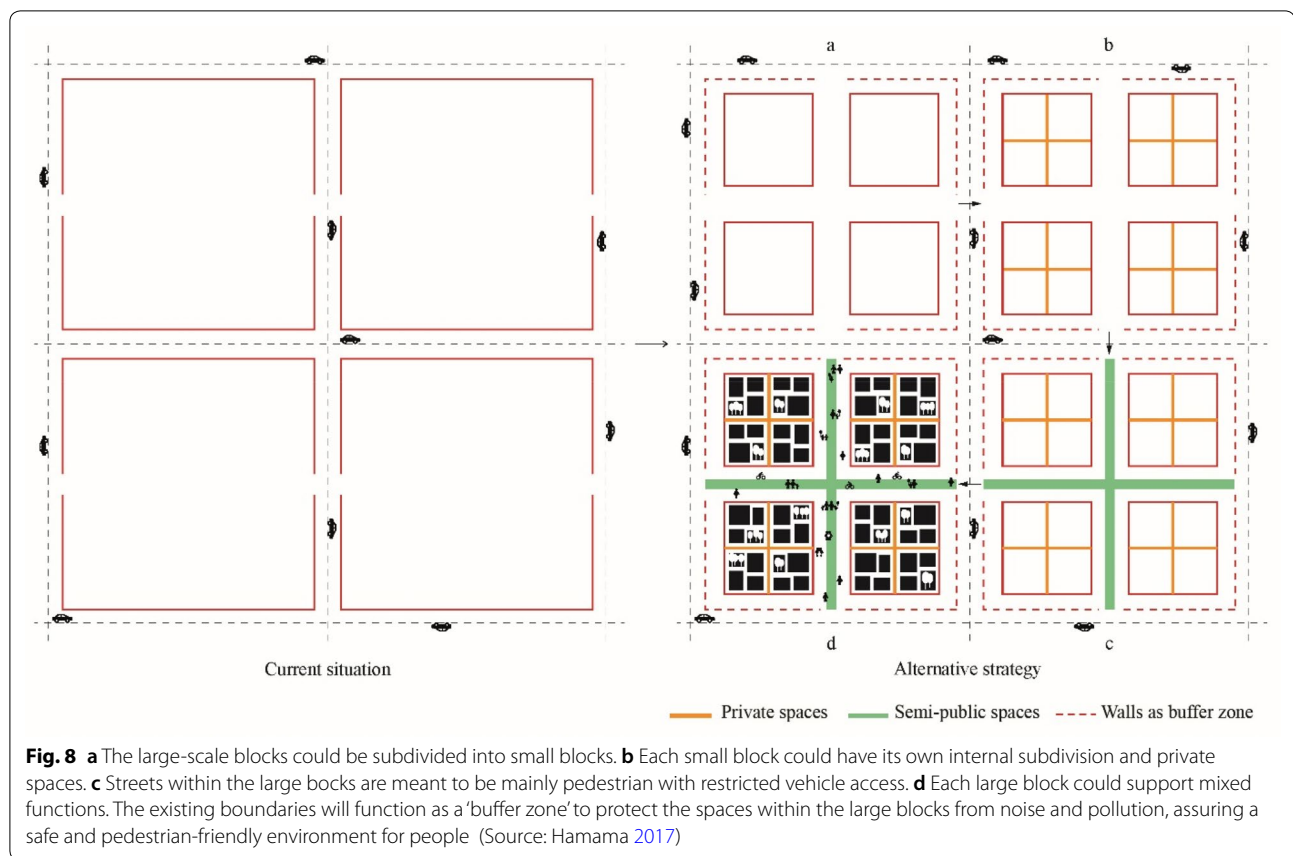 a
b
d
c
Current situation
Alternative strategy
Private spaces
Semi-public spaces
Walls as buffer zone
Fig. 8 a The large-scale blocks could be subdivided into small blocks. b Each small block could have its own internal subdivision and private
spaces. c Streets within the large bocks are meant to be mainly pedestrian with restricted vehicle access. d Each large block could support mixed
functions. The existing boundaries will function as a ‘buffer zone’ to protect the spaces within the large blocks from noise and pollution, assuring a
safe and pedestrian-friendly environment for people (Source: Hamama 2017)